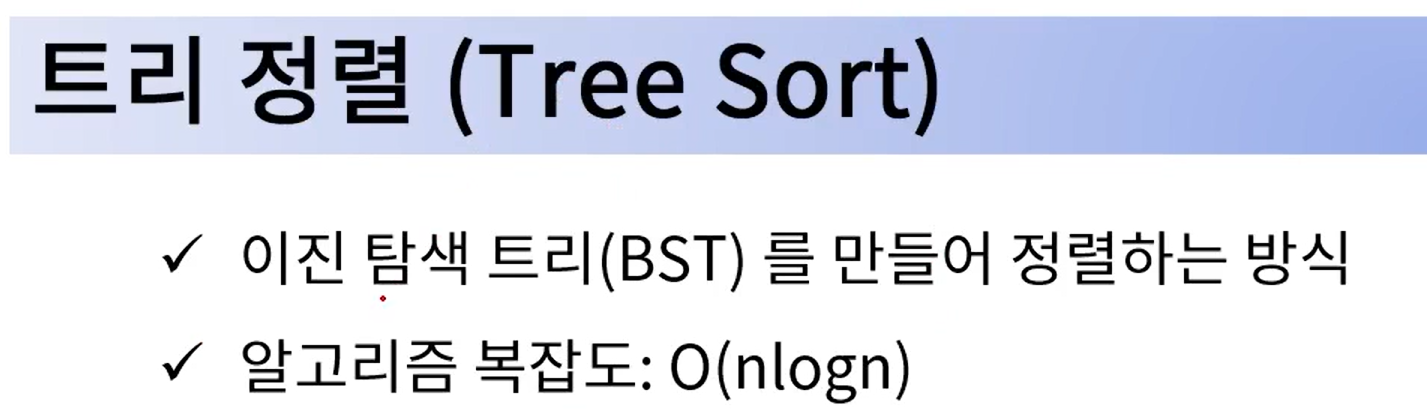 트리 정렬 (Tree Sort)
✓ 이진 탐색 트리(BST) 를 만들어 정렬하는 방식
✓ 알고리즘 복잡도: O(nlogn)